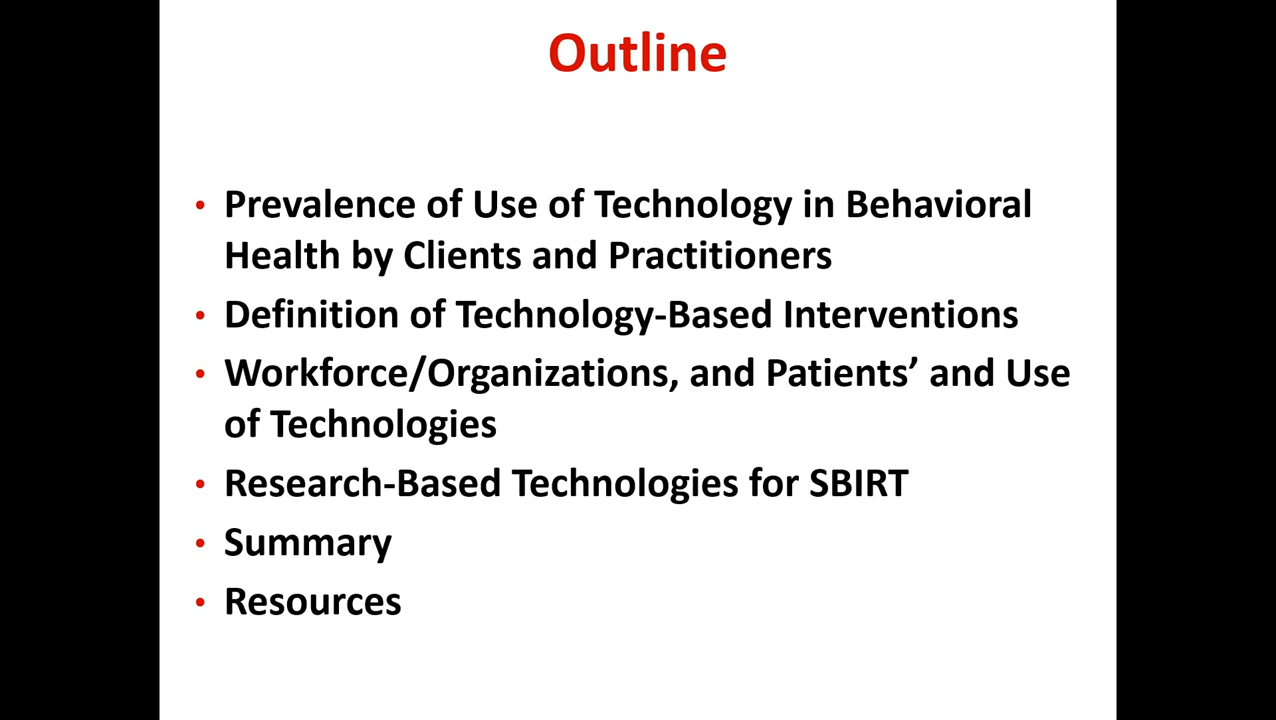 Outline
• Prevalence of Use of Technology in Behavioral
Health by Clients and Practitioners
• Definition of Technology-Based Interventions
• Workforce/Organizations, and Patients’ and Use
of Technologies
• Research-Based Technologies for SBIRT
• Summary
• Resources